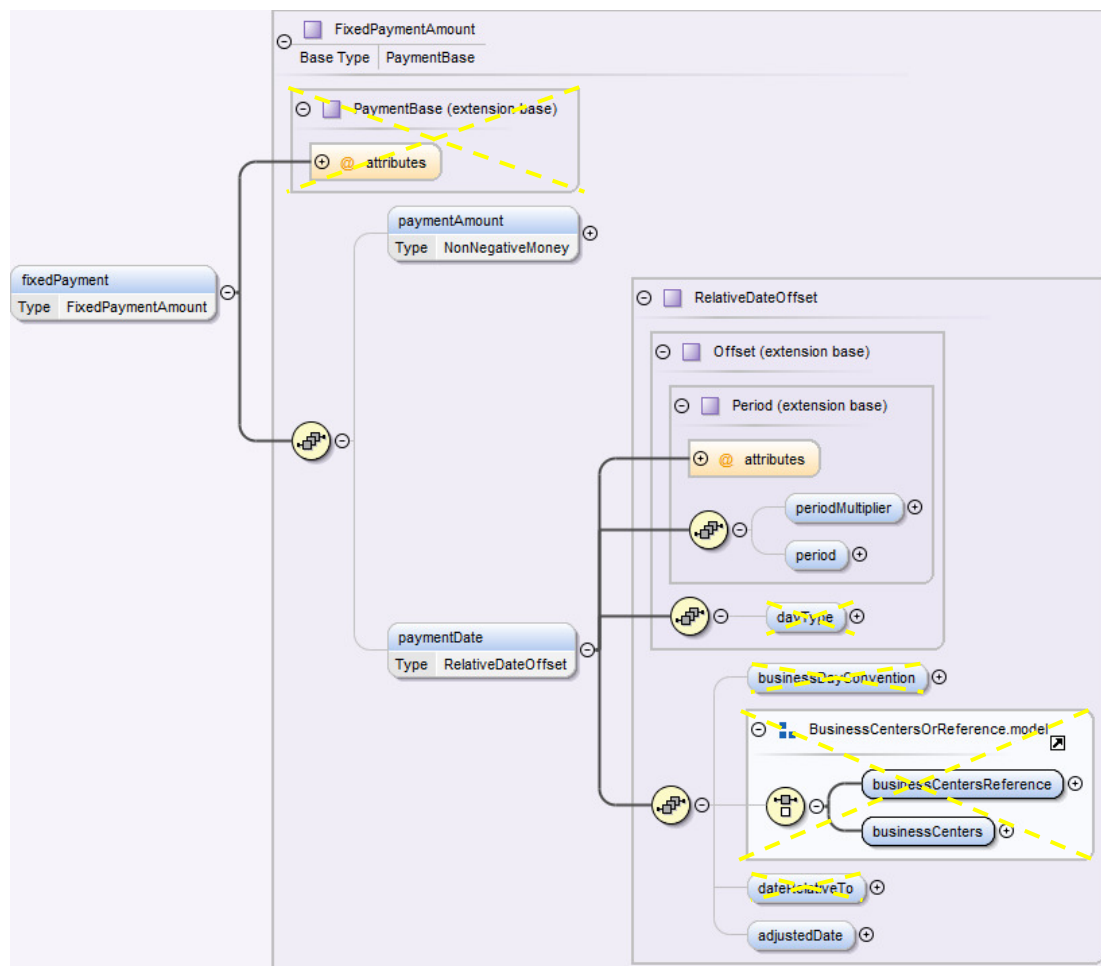 FixedPaymentAmount
Base Type PaymentBase
PaymentBase (extension base)
@ attributes
paymentAmount
Type NonNegativeMoney
fixedPayment
Type FixedPaymentAmount
RelativeDateOffset
Offset (extension base)
Period (extension base)
@ attributes
periodMultiplier
period
dayType
paymentDate
Type RelativeDateOffset
businessDayConvention
BusinessCentersOrReference.model
businessCentersReference
businessCenters
dateRelativeTo
adjustedDate